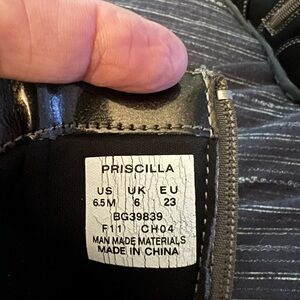 PRISCILLA
US UK EU
6.5M 6 23
BG39839
F11 CH04
MAN MADE MATERIALS
MADE IN CHINA